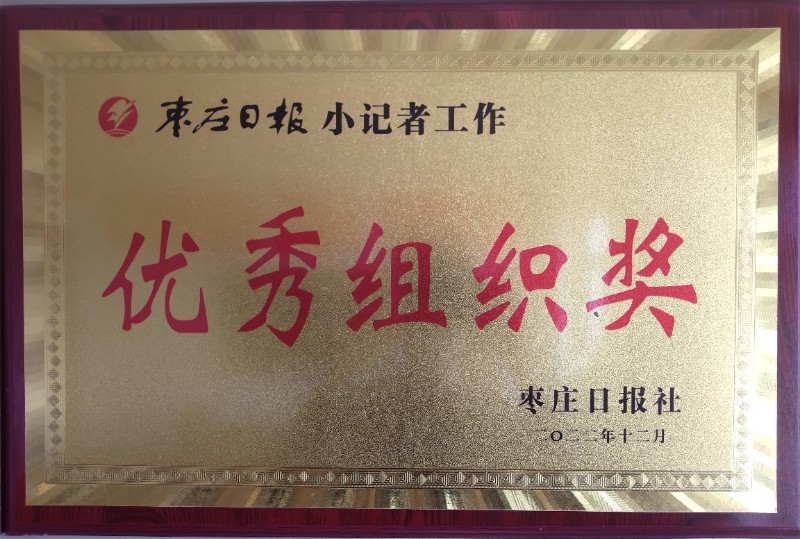 枣庄日报 小记者工作
优秀组织奖
枣庄日报社
二〇二二年十二月